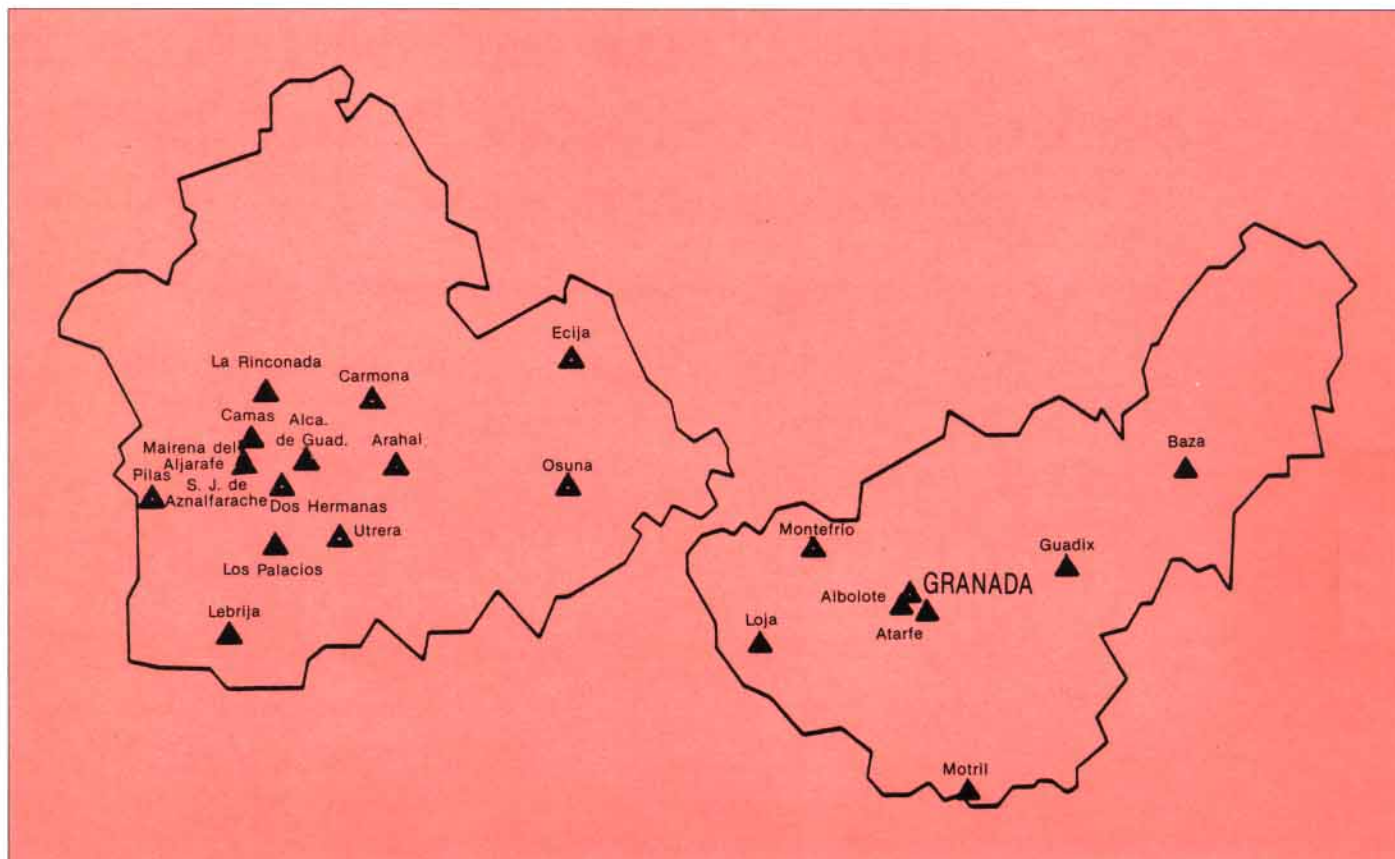 Ecija
La Rinconada
Carmona
Camas
Alca.
de Guad.
Mairena del
Aljarafe
Arahal
Pilas
S. J. de
Aznalfarache
Osuna
Dos Hermanas
Utrera
Los Palacios
Lebrija
Baza
Montefrío
Guadix
GRANADA
Albolote
Atarfe
Loja
Motril